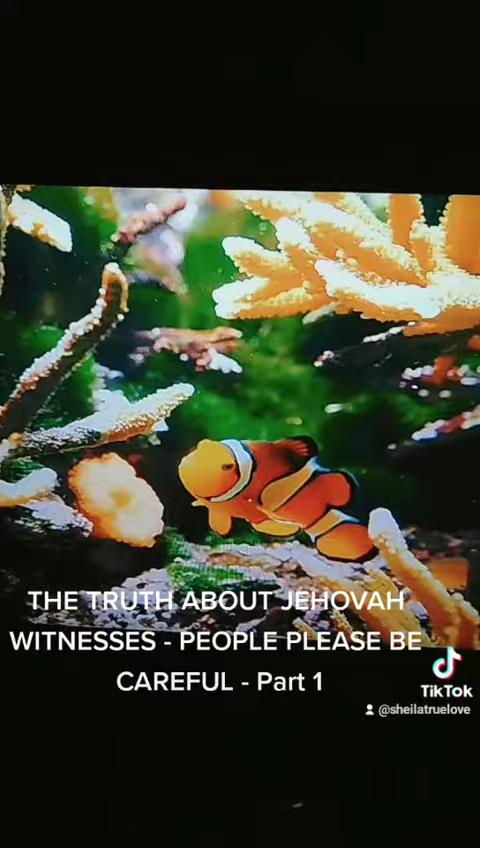 THE TRUTH ABOUT JEHOVAH
WITNESSES - PEOPLE PLEASE BE
CAREFUL - Part 1
TikTok
@sheilatruelove